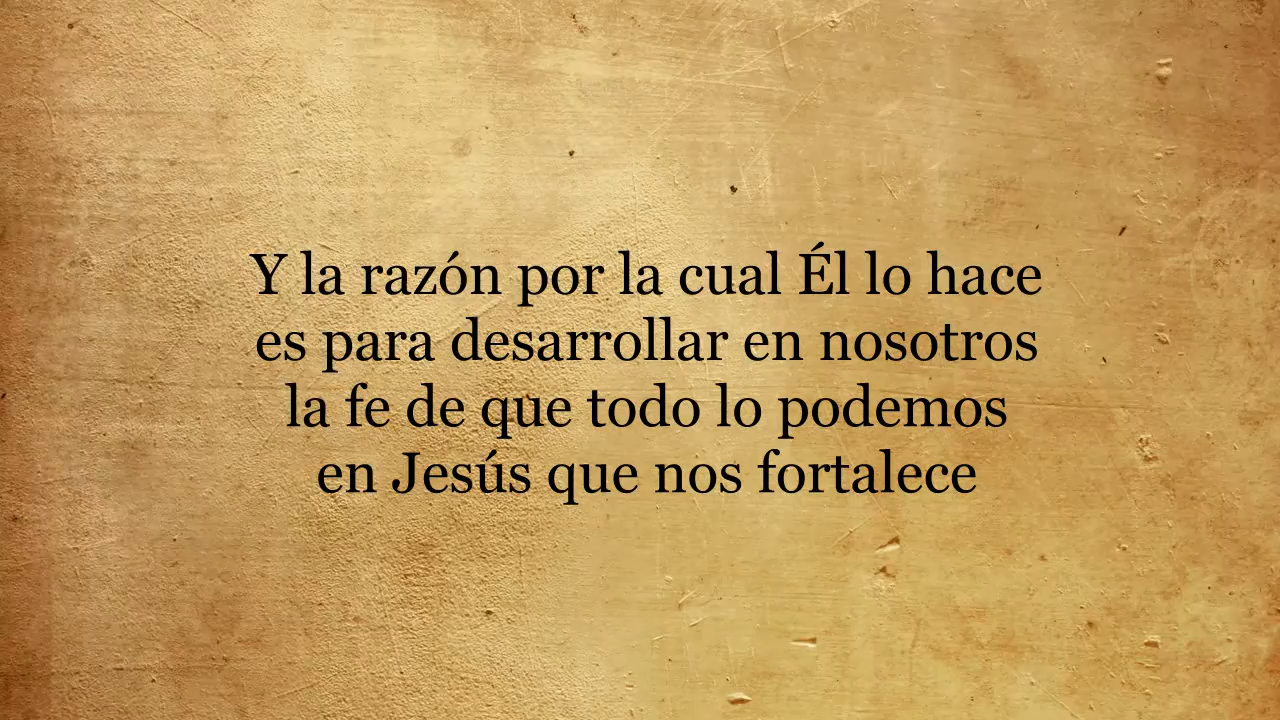 Y la razón por la cual Él lo hace
es para desarrollar en nosotros
la fe de que todo lo podemos
en Jesús que nos fortalece